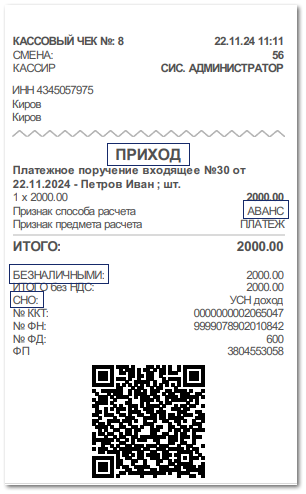 КАССОВЫЙ ЧЕК №: 8 22.11.24 11:11
СМЕНА: 56
КАССИР СИС. АДМИНИСТРАТОР
ИНН 4345057975
Киров
Киров
ПРИХОД
Платежное поручение входящее №30 от
22.11.2024 - Петров Иван ; шт.
1 x 2000.00 2000.00
Признак способа расчета АВАНС
Признак предмета расчета ПЛАТЕЖ
ИТОГО: 2000.00
БЕЗНАЛИЧНЫМИ: 2000.00
ИТОГО без НДС: 2000.00
СНО: УСН доход
№ ККТ: 0000000002065047
№ ФН: 9999078902010842
№ ФД: 600
ФП 3804553058